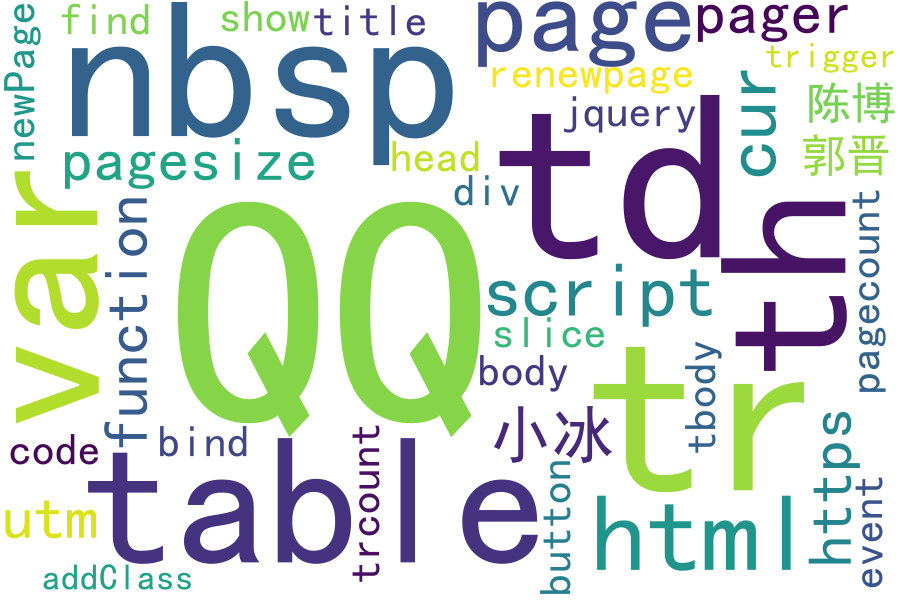 newPage
find
nbsp
show
title
page
pager
renewpage
trigger
jquery
cur
陈博
郭晋
pagesize
head
div
td
th
var
function
QQ
script
slice
body
tbody
pagecount
小冰
tr
code
bind
table
trcount
button
html
https
event
utm
addClass